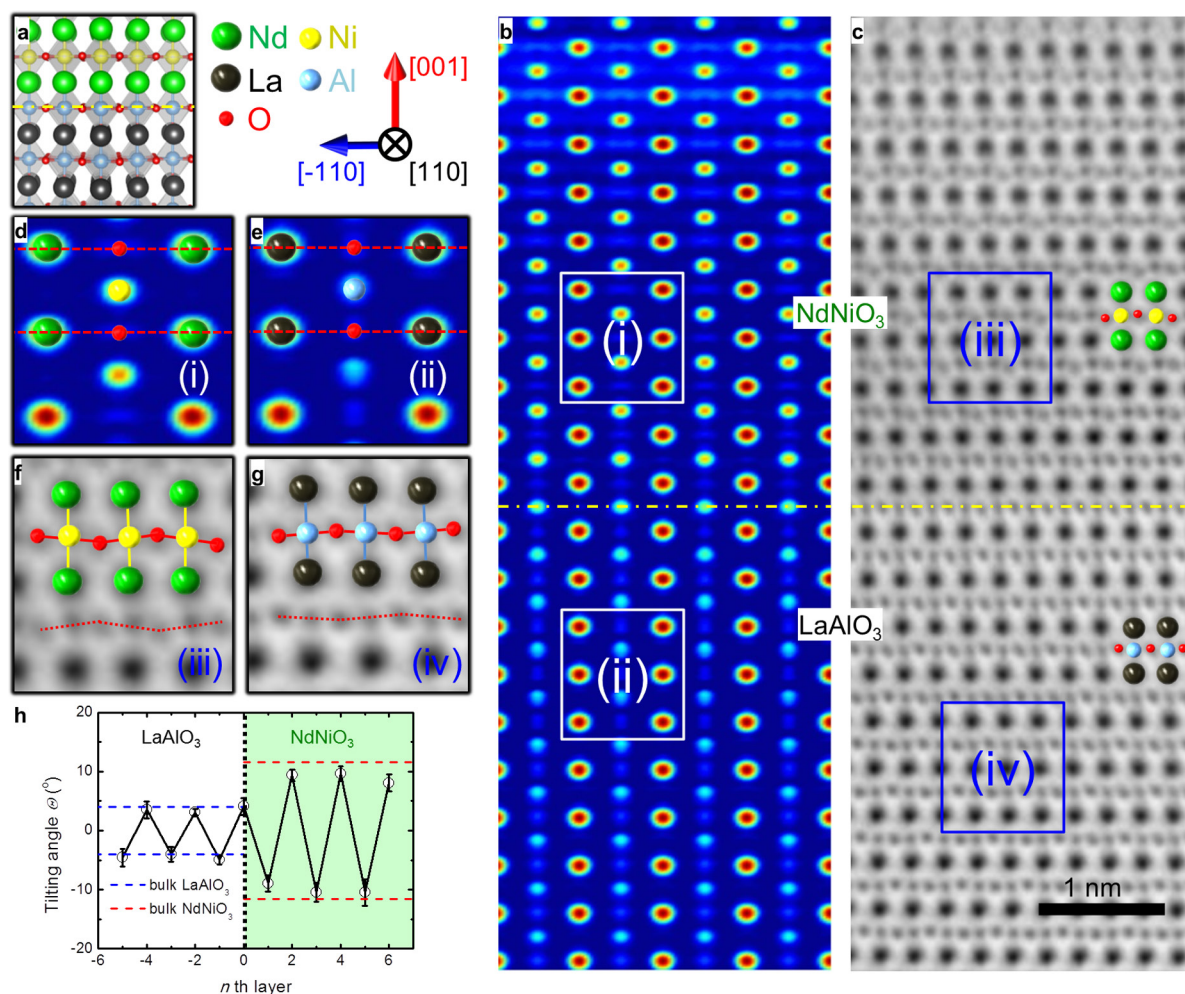 a
Nd
Ni
La
Al
O
[001]
[-110]
[110]
b
c
d
(i)
e
(ii)
(i)
NdNiO₃
(iii)
f
(iii)
g
(iv)
(ii)
LaAlO₃
(iv)
1 nm
h
20
10
0
-10
-20
Tilting angle Θ (°)
LaAlO₃
NdNiO₃
bulk LaAlO₃
bulk NdNiO₃
-6
-4
-2
0
2
4
6
n th layer